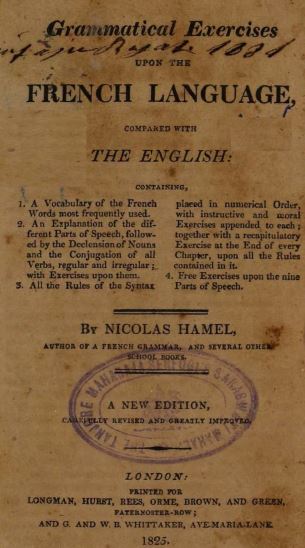 Grammatical Exercises
UPON THE
FRENCH LANGUAGE,
COMPARED WITH
THE ENGLISH:
CONTAINING,
1. A Vocabulary of the French
Words most frequently used.
2. An Explanation of the dif-
ferent Parts of Speech, follow-
ed by the Declension of Nouns
and the Conjugation of all
Verbs, regular and irregular;
with Exercises upon them.
3. All the Rules of the Syntax
placed in numerical Order,
with instructive and moral
Exercises appended to each;
together with a recapitulatory
Exercise at the End of every
Chapter, upon all the Rules
contained in it.
4. Free Exercises upon the nine
Parts of Speech.
BY NICOLAS HAMEL,
AUTHOR OF A FRENCH GRAMMAR, AND SEVERAL OTHER
SCHOOL BOOKS.
A NEW EDITION,
CAREFULLY REVISED AND GREATLY IMPROVED.
LONDON:
PRINTED FOR
LONGMAN, HURST, REES, ORME, BROWN, AND GREEN,
PATERNOSTER-ROW;
AND G. AND W. B. WHITTAKER, AVE-MARIA-LANE.
1825.